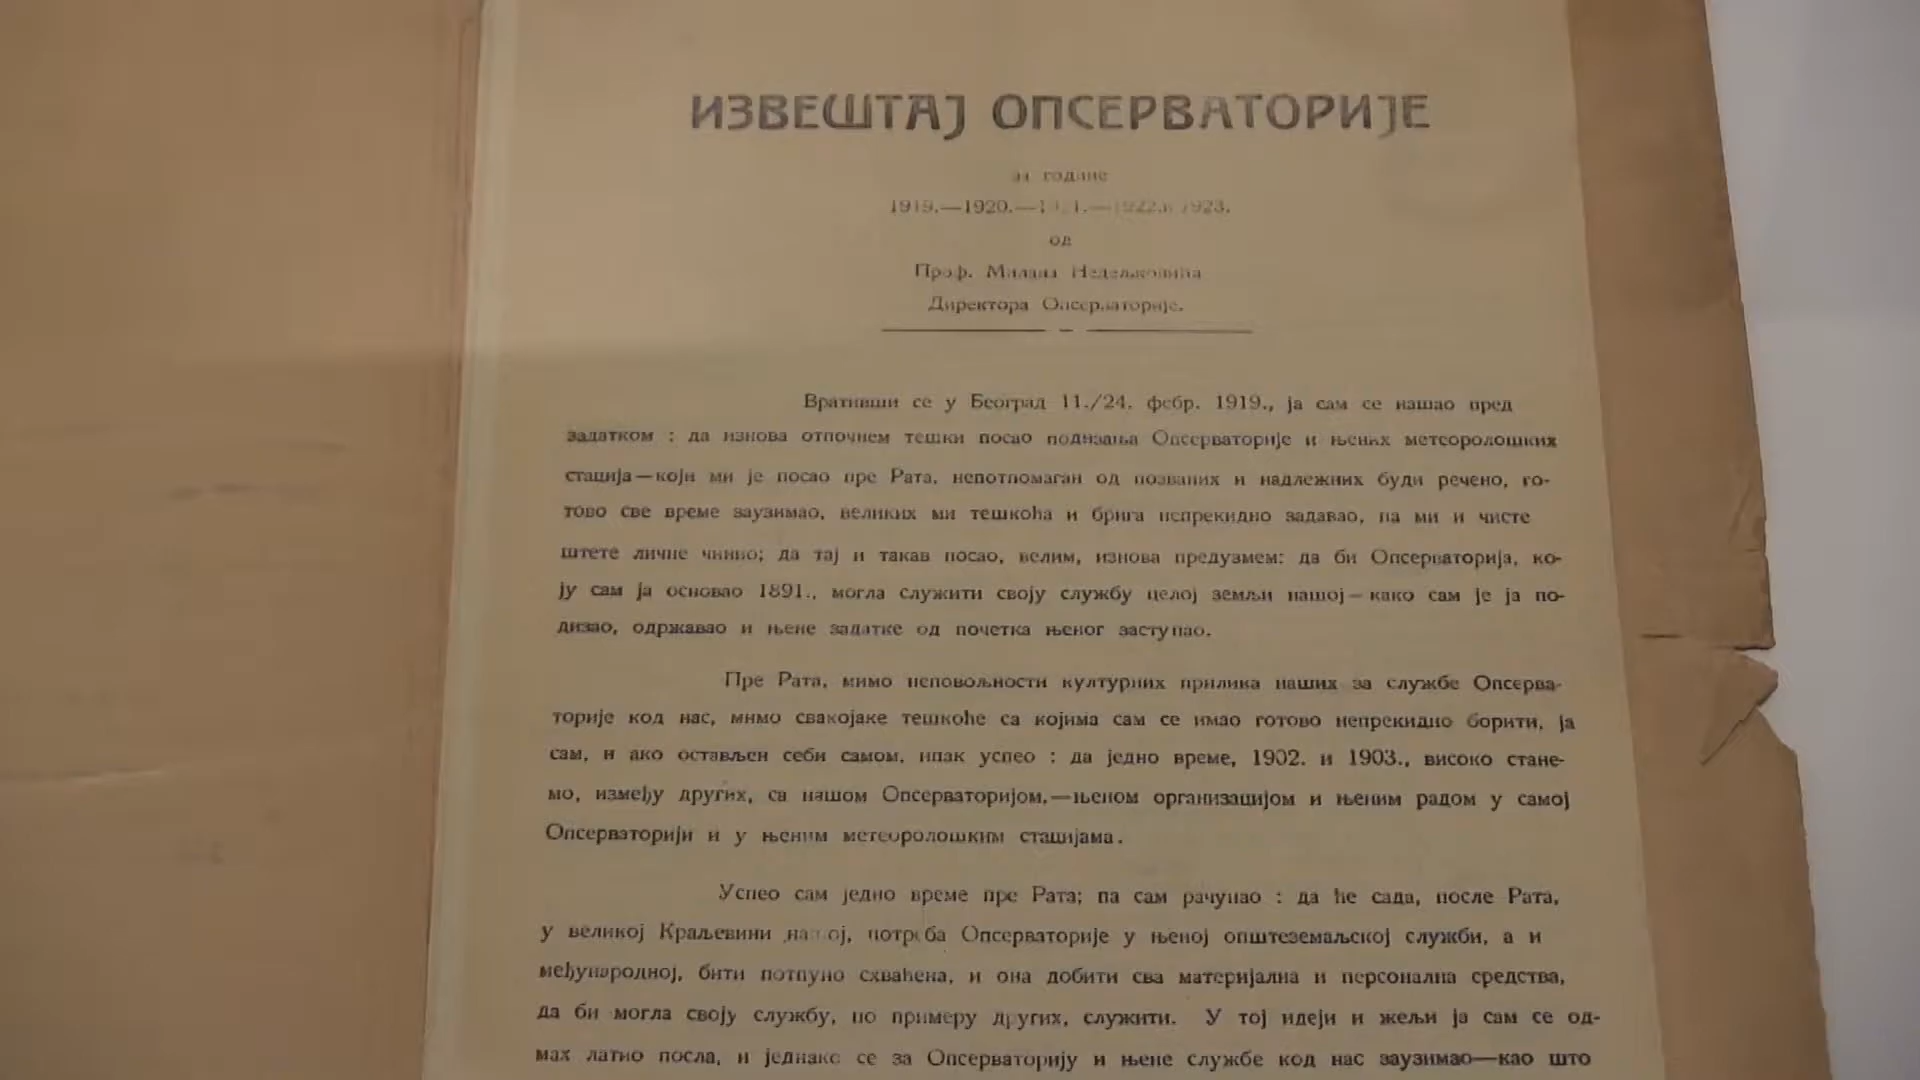 ИЗВЕШТАЈ ОПСЕРВАТОРИЈЕ
за године
1919.—1920.—1921.—1922.и 1923.
од
Проф. Милана Недељковића
Директора Опсерваторије.
Вративши се у Београд 11./24. фебр. 1919., ја сам се нашао пред
задатком : да изнова отпочнем тешки посао подизања Опсерваторије и њених метеоролошких
стација—који ми је посао пре Рата, непотпомаган од позваних и надлежних буди речено, го-
тово све време заузимао, великих ми тешкоћа и брига непрекидно задавао, па ми и чисте
штете личне чинио; да тај и такав посао, велим, изнова предузмем: да би Опсерваторија, ко-
ју сам ја основао 1891., могла служити своју службу целој земљи нашој—како сам је ја по-
дизао, одржавао и њене задатке од почетка њеног заступао.
Пре Рата, мимо неповољности културних прилика наших за службе Опсерва-
торије код нас, мимо свакојаке тешкоће са којима сам се имао готово непрекидно борити, ја
сам, и ако остављен себи самом, ипак успео : да једно време, 1902. и 1903., високо стане-
мо, између других, са нашом Опсерваторијом,—њеном организацијом и њеним радом у самој
Опсерваторији и у њеним метеоролошким стацијама.
Успео сам једно време пре Рата; па сам рачунао : да ће сада, после Рата,
у великој Краљевини нашој, потреба Опсерваторије у њеној општеземаљској служби, а и
међународној, бити потпуно схваћена, и она добити сва материјална и персонална средства,
да би могла своју службу, по примеру других, служити. У тој идеји и жељи ја сам се од-
мах латио посла, и једнако се за Опсерваторију и њене службе код нас заузимао—као што